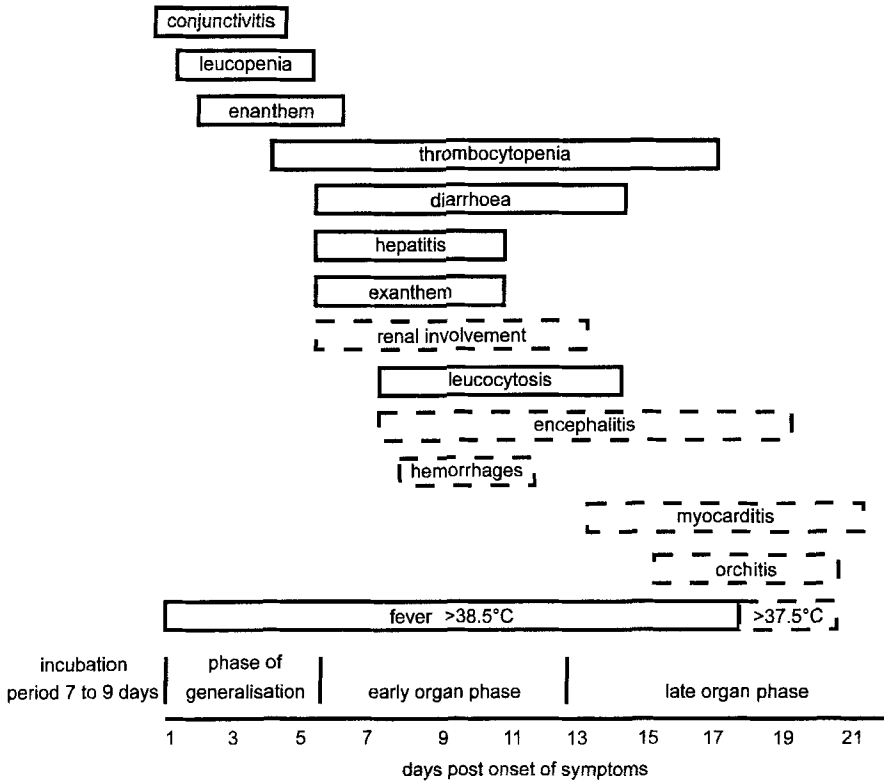 conjunctivitis
leucopenia
enanthem
thrombocytopenia
diarrhoea
hepatitis
exanthem
renal involvement
leucocytosis
encephalitis
hemorrhages
myocarditis
orchitis
fever >38.5°C >37.5°C
incubation
period 7 to 9 days
phase of
generalisation
early organ phase
late organ phase
1 3 5 7 9 11 13 15 17 19 21
days post onset of symptoms